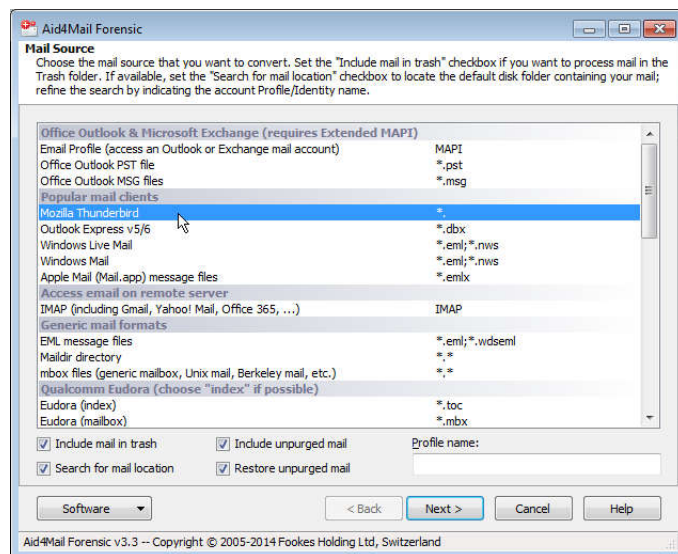 Aid4Mail Forensic
Mail Source
Choose the mail source that you want to convert. Set the "Include mail in trash" checkbox if you want to process mail in the
Trash folder. If available, set the "Search for mail location" checkbox to locate the default disk folder containing your mail;
refine the search by indicating the account Profile/Identity name.
Office Outlook & Microsoft Exchange (requires Extended MAPI)
Email Profile (access an Outlook or Exchange mail account) MAPI
Office Outlook PST file *.pst
Office Outlook MSG files *.msg
Popular mail clients
Mozilla Thunderbird *.
Outlook Express v5/6 *.dbx
Windows Live Mail *.eml;*.nws
Windows Mail *.eml;*.nws
Apple Mail (Mail.app) message files *.emlx
Access email on remote server
IMAP (including Gmail, Yahoo! Mail, Office 365, ...) IMAP
Generic mail formats
EML message files *.eml;*.wdseml
Maildir directory *.*
mbox files (generic mailbox, Unix mail, Berkeley mail, etc.) *.*
Qualcomm Eudora (choose "index" if possible)
Eudora (index) *.toc
Eudora (mailbox) *.mbx
Include mail in trash Include unpurged mail Profile name:
Search for mail location Restore unpurged mail
Software < Back Next > Cancel Help
Aid4Mail Forensic v3.3 -- Copyright © 2005-2014 Fookes Holding Ltd, Switzerland